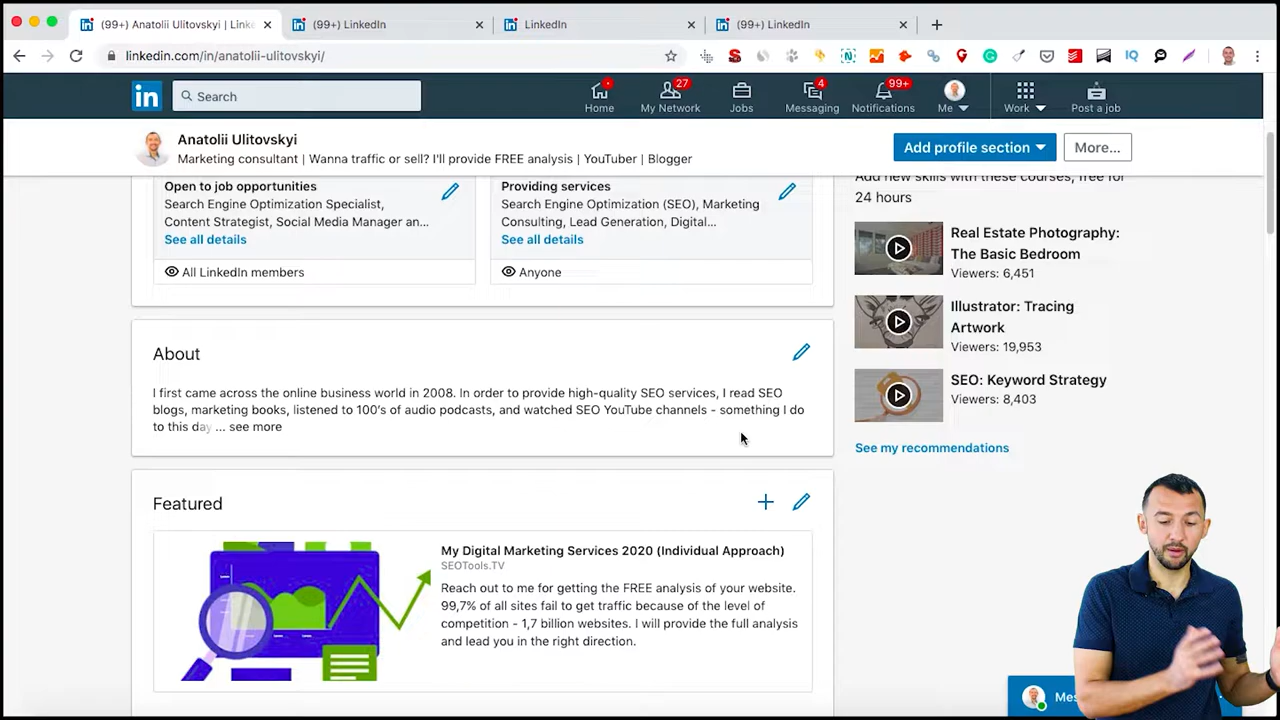 (99+) Anatolii Ulitovskyi | Linke
(99+) LinkedIn
LinkedIn
(99+) LinkedIn
linkedin.com/in/anatolii-ulitovskyi/
in
Search
Home
27
My Network
Jobs
4
Messaging
99+
Notifications
Me
Work
Post a job
Anatolii Ulitovskyi
Marketing consultant | Wanna traffic or sell? I'll provide FREE analysis | YouTuber | Blogger
Add profile section
More...
Open to job opportunities
Search Engine Optimization Specialist,
Content Strategist, Social Media Manager an...
See all details
All LinkedIn members
Providing services
Search Engine Optimization (SEO), Marketing
Consulting, Lead Generation, Digital...
See all details
Anyone
Add new skills with these courses, free for
24 hours
Real Estate Photography:
The Basic Bedroom
Viewers: 6,451
Illustrator: Tracing
Artwork
Viewers: 19,953
SEO: Keyword Strategy
Viewers: 8,403
See my recommendations
About
I first came across the online business world in 2008. In order to provide high-quality SEO services, I read SEO
blogs, marketing books, listened to 100's of audio podcasts, and watched SEO YouTube channels - something I do
to this day ... see more
Featured
My Digital Marketing Services 2020 (Individual Approach)
SEOTools.TV
Reach out to me for getting the FREE analysis of your website.
99,7% of all sites fail to get traffic because of the level of
competition - 1,7 billion websites. I will provide the full analysis
and lead you in the right direction.
Mes